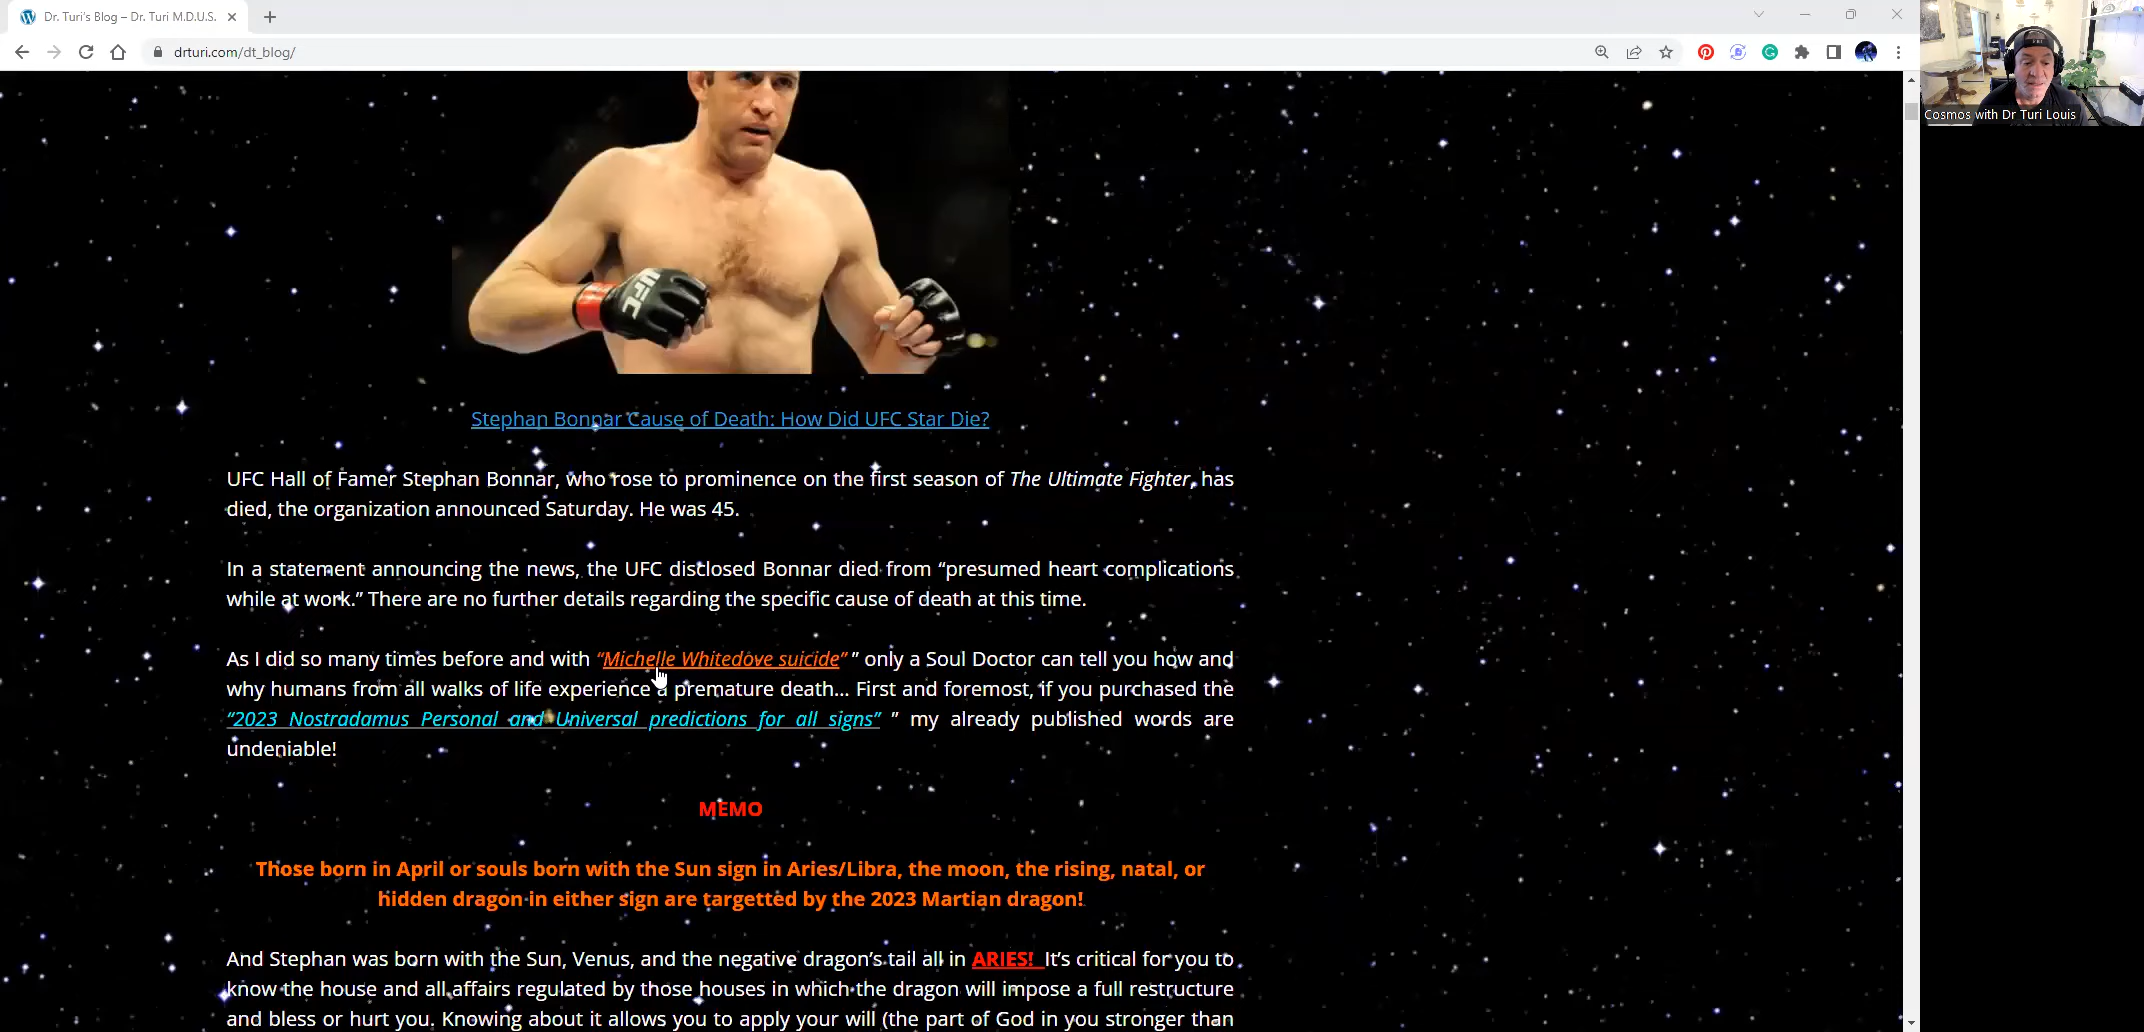 Dr. Turi's Blog – Dr. Turi M.D.U.S.
drturi.com/dt_blog/
Cosmos with Dr Turi Louis
UFC
Stephan Bonnar Cause of Death: How Did UFC Star Die?
UFC Hall of Famer Stephan Bonnar, who rose to prominence on the first season of The Ultimate Fighter, has
died, the organization announced Saturday. He was 45.
In a statement announcing the news, the UFC disclosed Bonnar died from “presumed heart complications
while at work.” There are no further details regarding the specific cause of death at this time.
As I did so many times before and with “Michelle Whitedove suicide” ” only a Soul Doctor can tell you how and
why humans from all walks of life experience a premature death... First and foremost, if you purchased the
“2023 Nostradamus Personal and Universal predictions for all signs” ” my already published words are
undeniable!
MEMO
Those born in April or souls born with the Sun sign in Aries/Libra, the moon, the rising, natal, or
hidden dragon in either sign are targetted by the 2023 Martian dragon!
And Stephan was born with the Sun, Venus, and the negative dragon’s tail all in ARIES! It’s critical for you to
know the house and all affairs regulated by those houses in which the dragon will impose a full restructure
and bless or hurt you. Knowing about it allows you to apply your will (the part of God in you stronger than